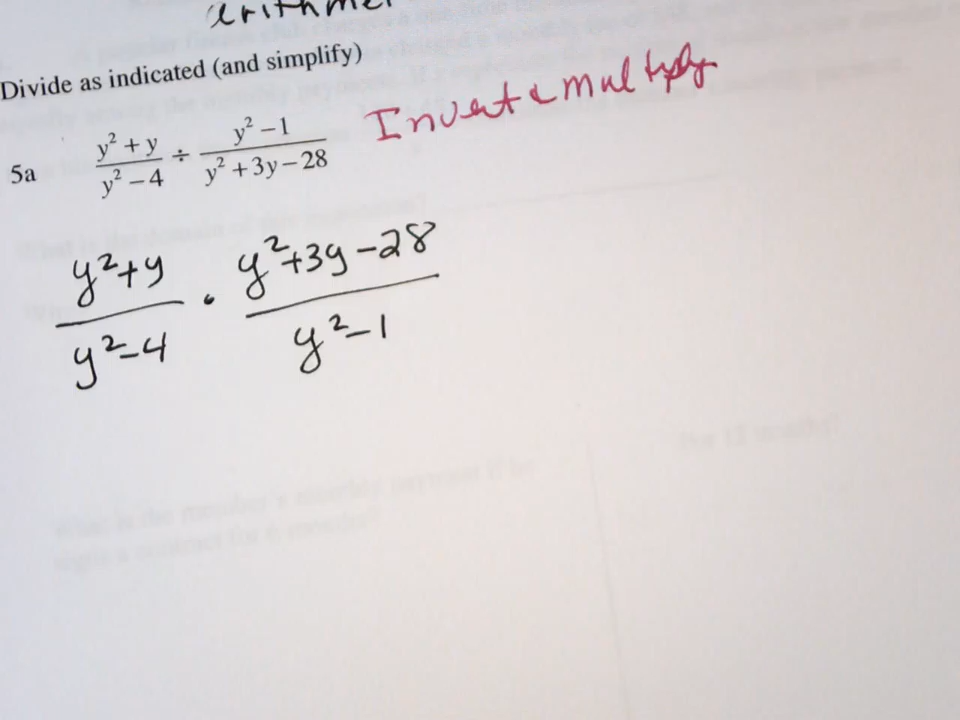 arithme
Divide as indicated (and simplify)
Invert & multiply
5a (y² + y)/(y² − 4) ÷ (y² − 1)/(y² + 3y − 28)
(y²+y)/(y²−4) · (y²+3y−28)/(y²−1)